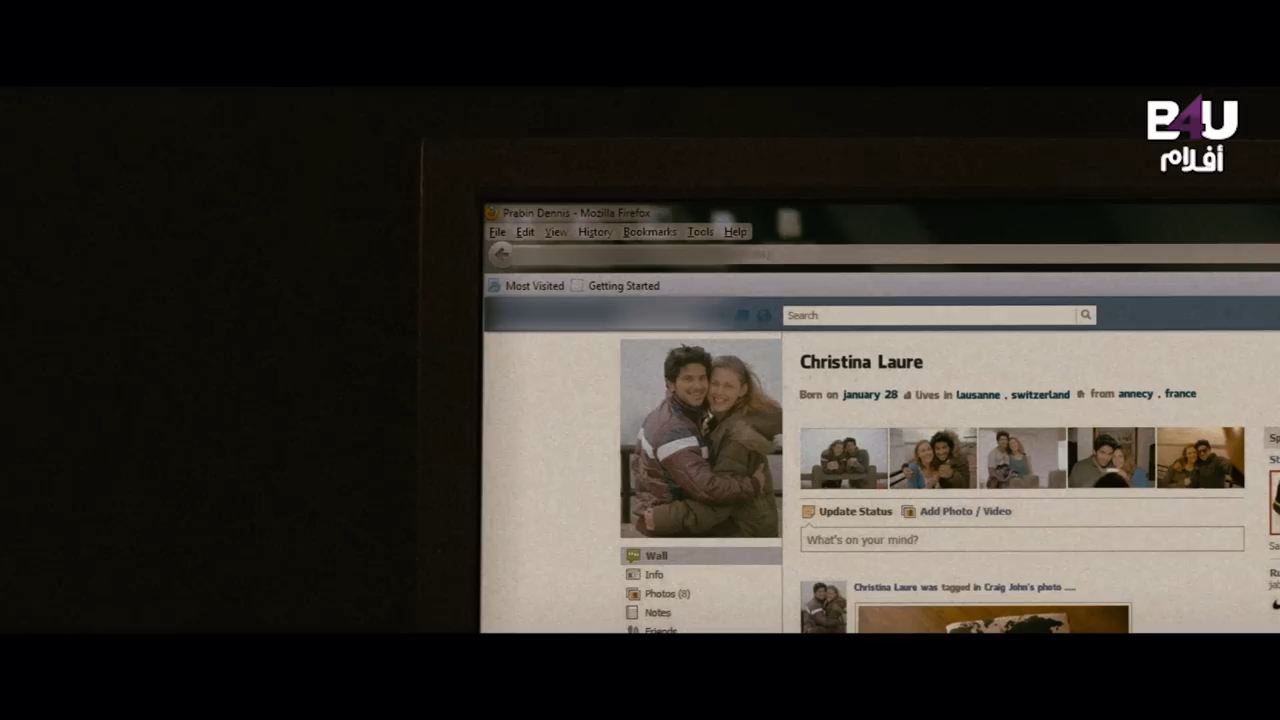 B4U
أفلام
Prabin Dennis - Mozilla Firefox
File Edit View History Bookmarks Tools Help
Most Visited Getting Started
Search
Christina Laure
Born on january 28 lives in lausanne , switzerland from annecy , france
Sp
Update Status Add Photo / Video
What's on your mind?
Wall
Info
Photos (8)
Notes
Friends
Christina Laure was tagged in Craig John's photo ....